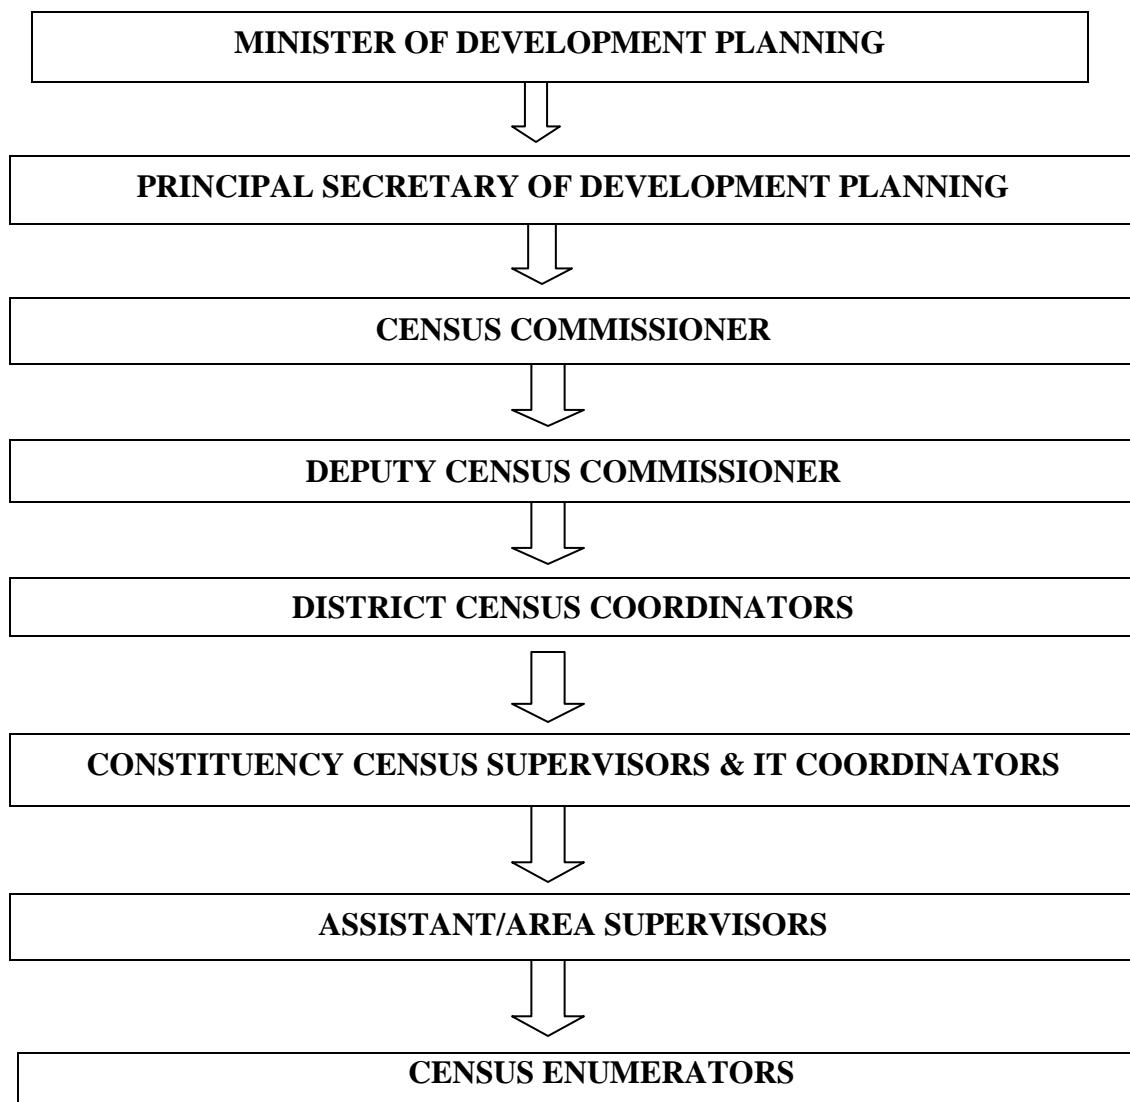 MINISTER OF DEVELOPMENT PLANNING
PRINCIPAL SECRETARY OF DEVELOPMENT PLANNING
CENSUS COMMISSIONER
DEPUTY CENSUS COMMISSIONER
DISTRICT CENSUS COORDINATORS
CONSTITUENCY CENSUS SUPERVISORS & IT COORDINATORS
ASSISTANT/AREA SUPERVISORS
CENSUS ENUMERATORS